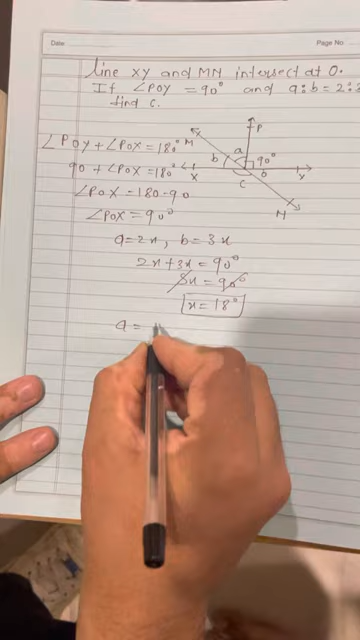 Date: Page No.
line XY and MN intersect at O.
If ∠POY = 90° and a:b = 2:3
find c.
∠POY + ∠POX = 180°
90 + ∠POX = 180°
∠POX = 180-90
∠POX = 90°
a=2x, b=3x
2x+3x = 90°
5x = 90°
x = 18°
a =
M
P
a
b
90°
X
O
Y
C
N